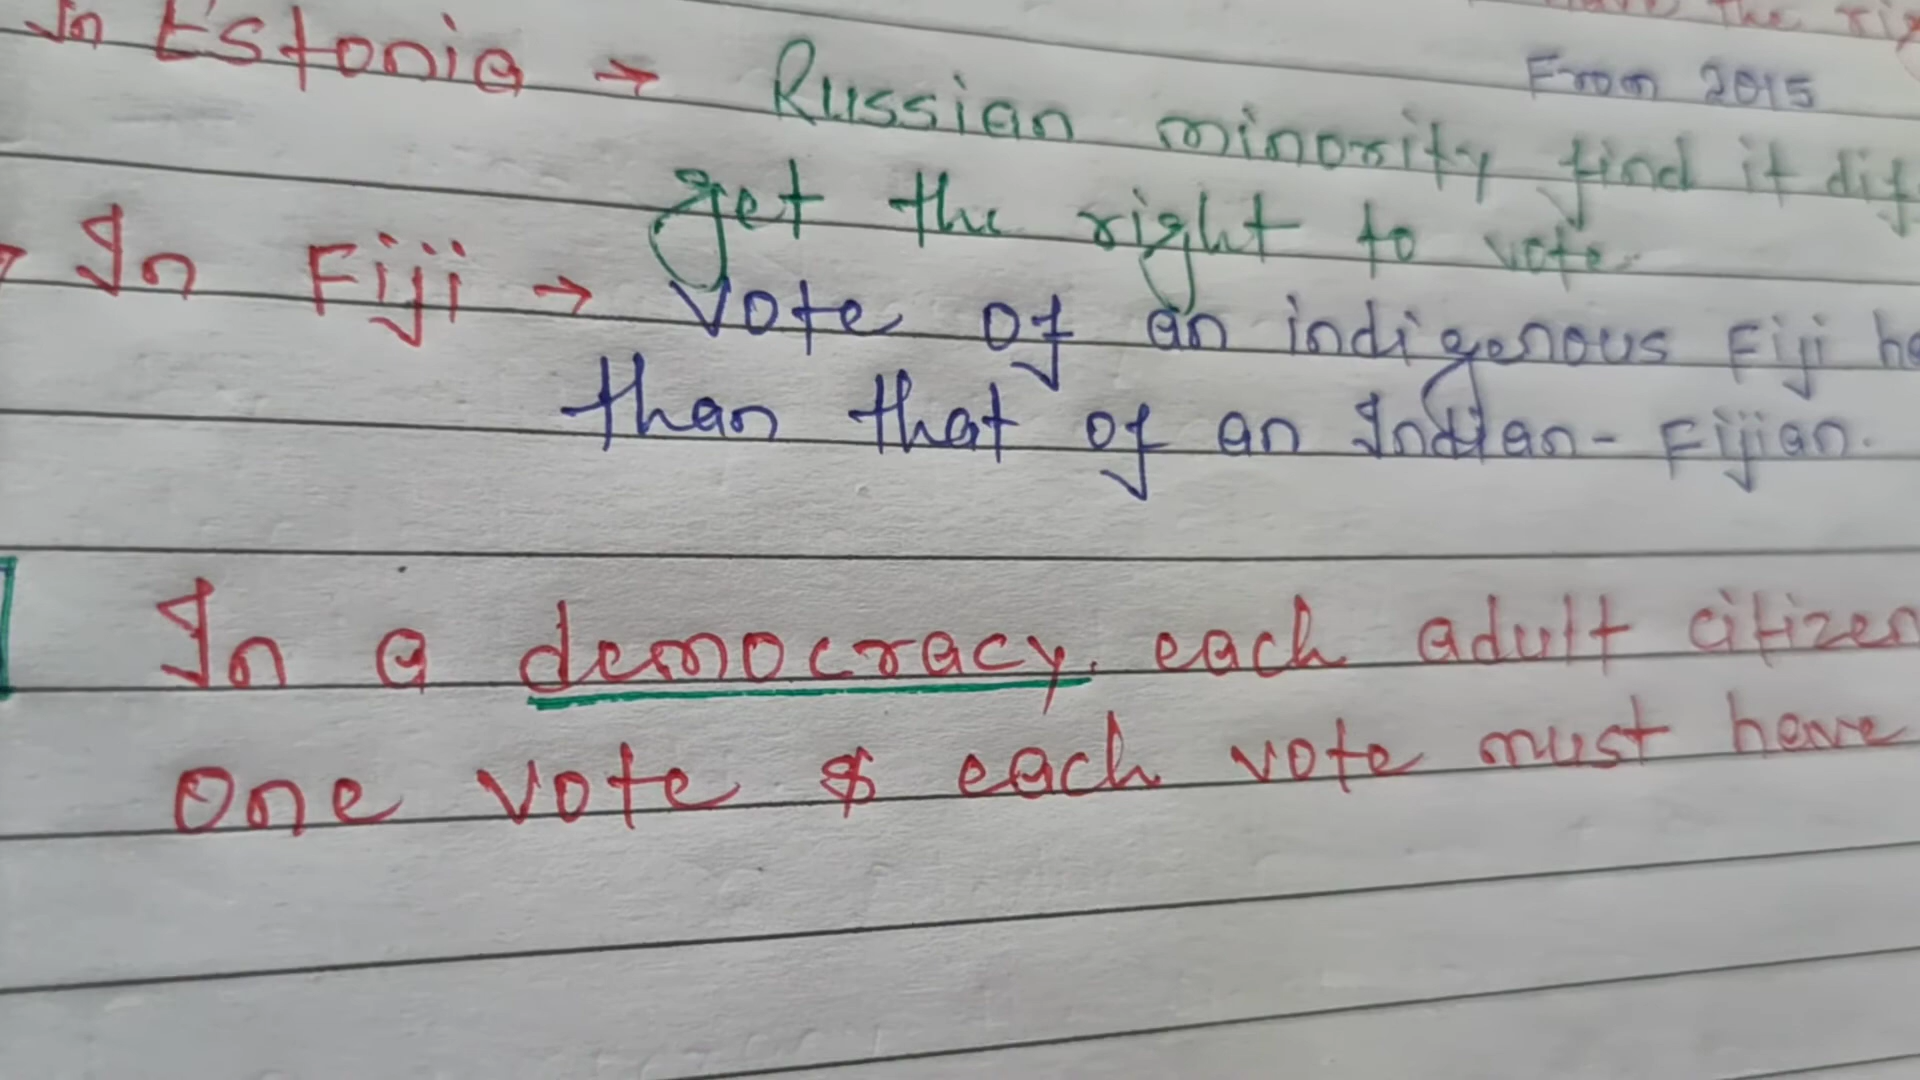 the
From 2015
In Estonia → Russian minority find it
get the right to vote.
In Fiji → Vote of an indigenous Fiji
than that of an Indian-Fijian.
In a democracy, each adult citizen
One vote & each vote must have